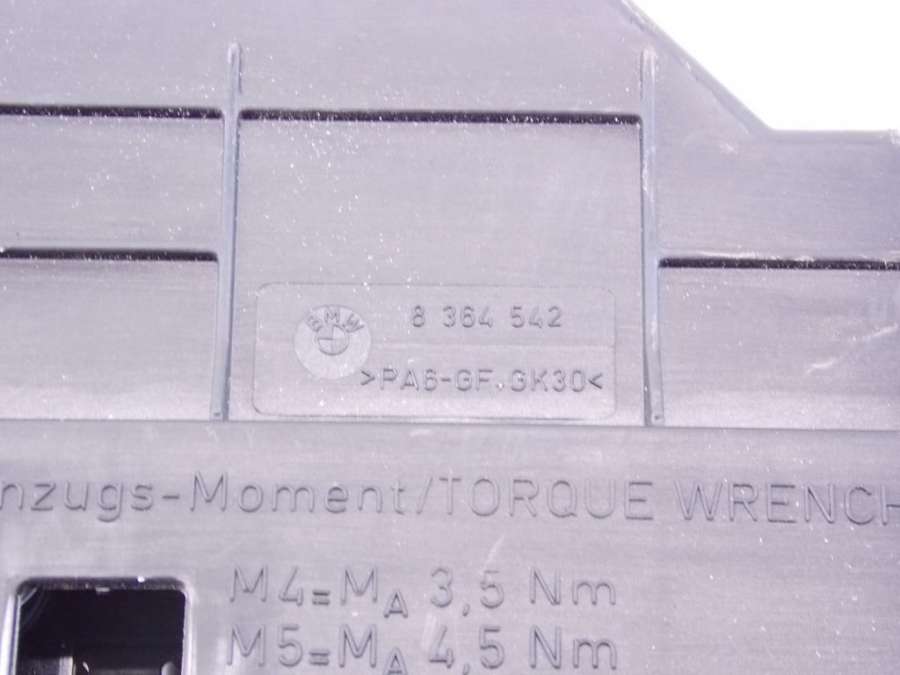 BMW
8 364 542
>PA6-GF.GK30<
nzugs-Moment/TORQUE WRENCH
M4=MA 3,5 Nm
M5=MA 4,5 Nm